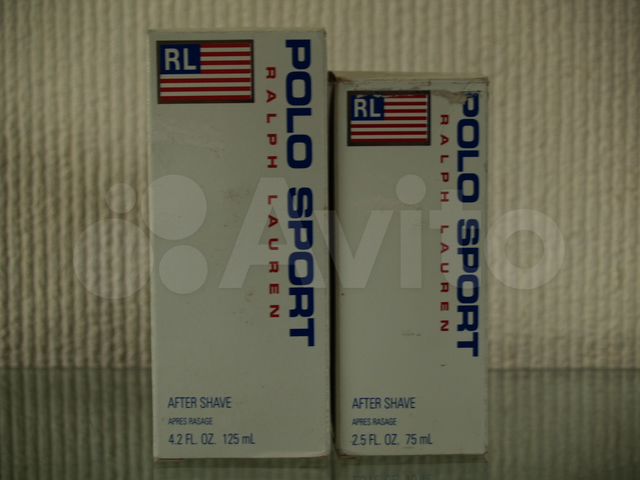 RL
POLO SPORT
RALPH LAUREN
AFTER SHAVE
APRES RASAGE
4.2 FL. OZ. 125 mL
RL
POLO SPORT
RALPH LAUREN
AFTER SHAVE
APRES RASAGE
2.5 FL. OZ. 75 mL
Avito